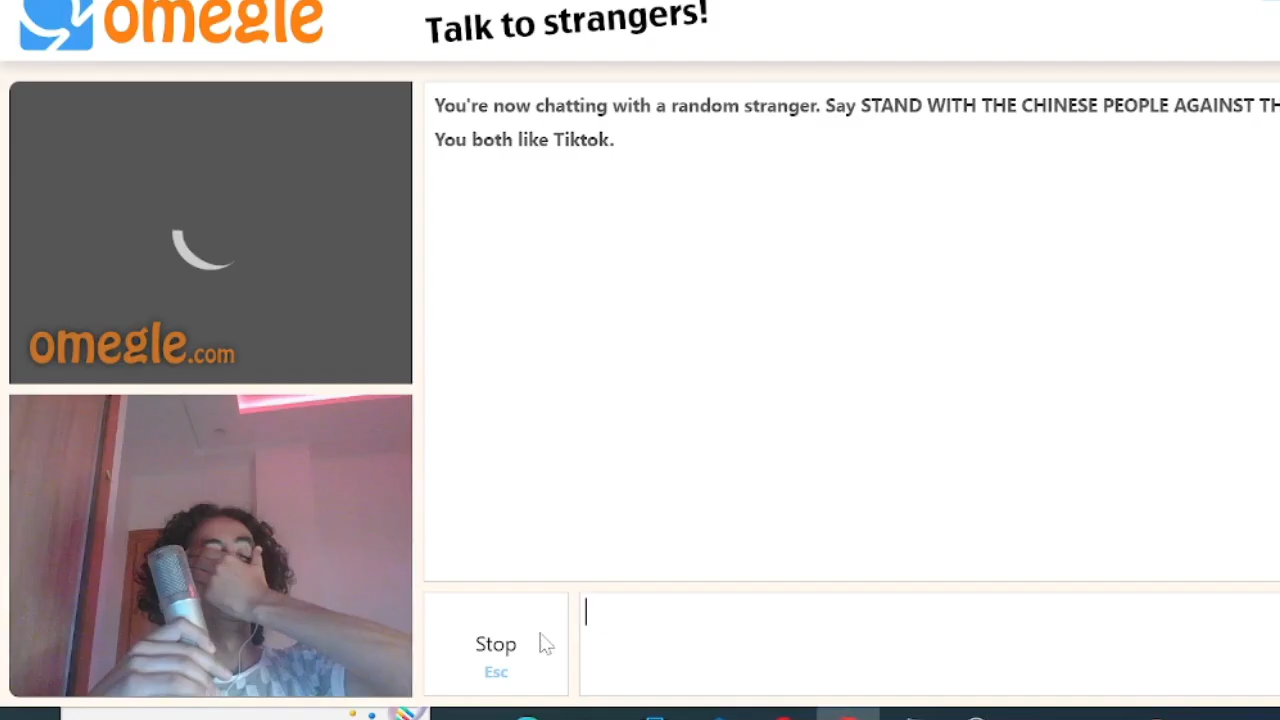 omegle
Talk to strangers!
You're now chatting with a random stranger. Say STAND WITH THE CHINESE PEOPLE AGAINST
You both like Tiktok.
omegle.com
Stop
Esc